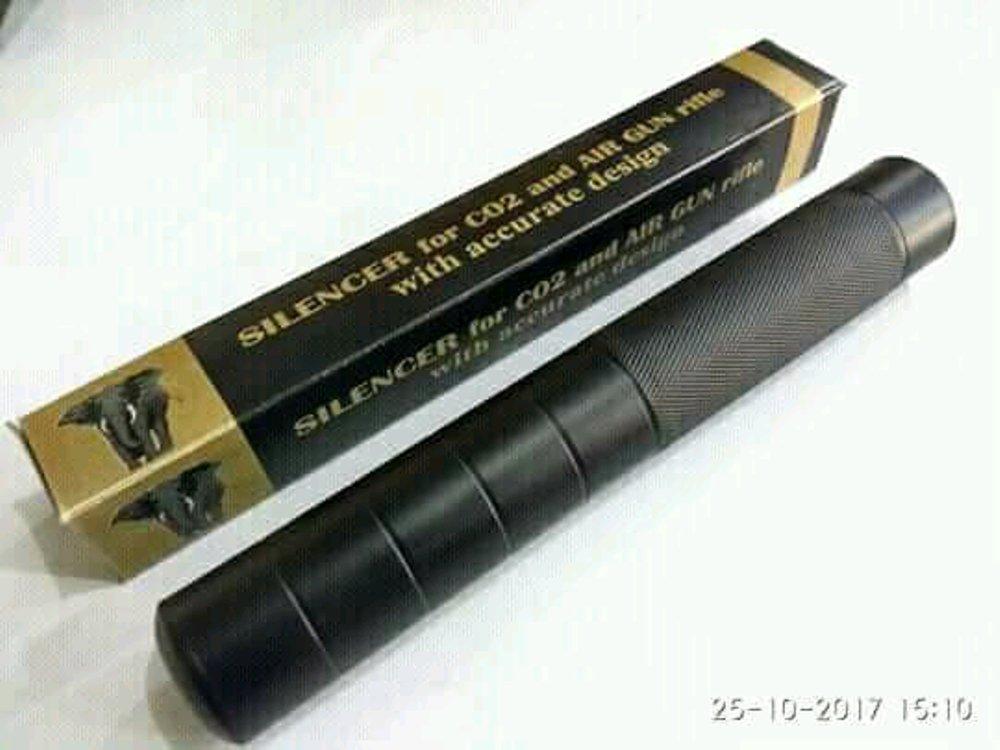 SILENCER for CO2 and AIR GUN rifle
with accurate design
SILENCER for CO2 and AIR GUN rifle
with accurate design
25-10-2017 15:10